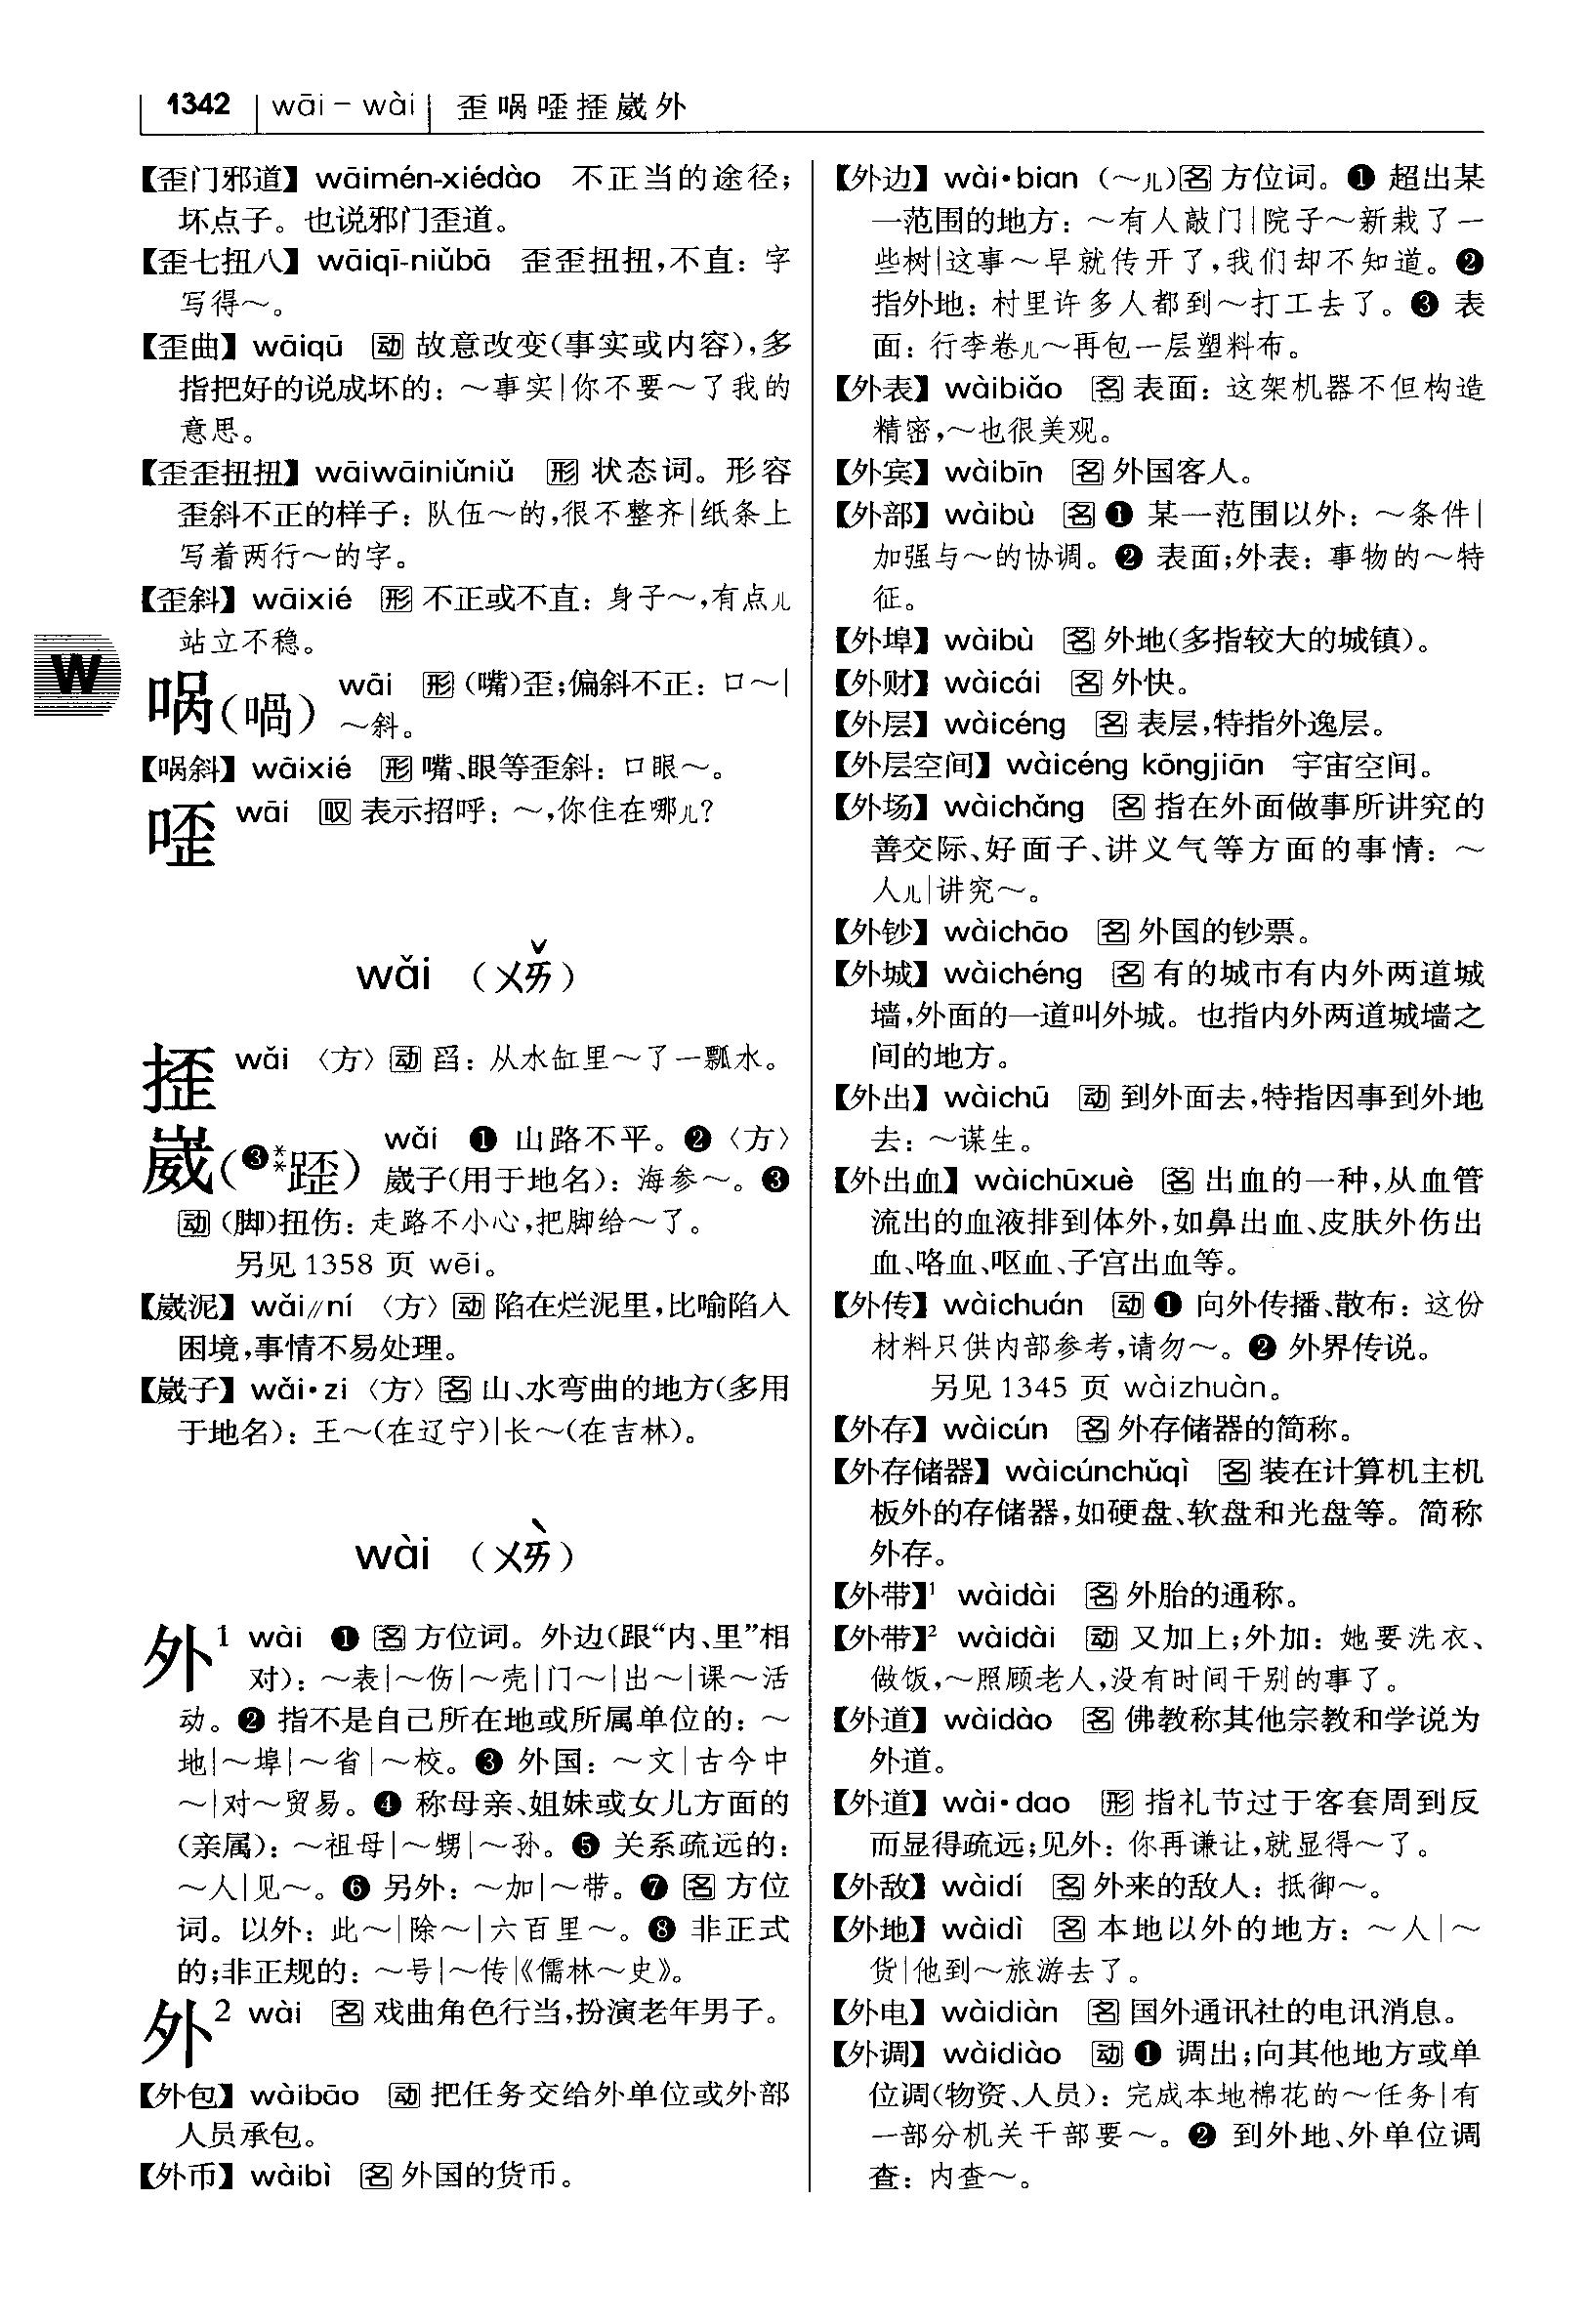 1342 wāi－wài 歪㖞𠯤𢰇崴外
【歪门邪道】wāimén-xiédào 不正当的途径；
坏点子。也说邪门歪道。
【歪七扭八】wāiqī-niǔbā 歪歪扭扭，不直：字
写得～。
【歪曲】wāiqū 动 故意改变（事实或内容），多
指把好的说成坏的：～事实|你不要～了我的
意思。
【歪歪扭扭】wāiwāiniǔniǔ 形 状态词。形容
歪斜不正的样子：队伍～的，很不整齐|纸条上
写着两行～的字。
【歪斜】wāixié 形 不正或不直：身子～，有点儿
站立不稳。
W
㖞（喎） wāi 形（嘴）歪；偏斜不正：口～|
～斜。
【㖞斜】wāixié 形 嘴、眼等歪斜：口眼～。
wāi 叹 表示招呼：～，你住在哪儿？
wǎi （ㄨㄞˇ）
wǎi 〈方〉动 舀：从水缸里～了一瓢水。
崴（❸**踒） wǎi ❶ 山路不平。❷〈方〉
崴子（用于地名）：海参～。❸
动（脚）扭伤：走路不小心，把脚给～了。
另见 1358 页 wēi。
【崴泥】wǎi∥ní 〈方〉动 陷在烂泥里，比喻陷入
困境，事情不易处理。
【崴子】wǎi·zi 〈方〉名 山、水弯曲的地方（多用
于地名）：王～（在辽宁）|长～（在吉林）。
wài （ㄨㄞˋ）
外1 wài ❶ 名 方位词。外边（跟“内、里”相
对）：～表|～伤|～壳|门～|出～|课～活
动。❷ 指不是自己所在地或所属单位的：～
地|～埠|～省|～校。❸ 外国：～文|古今中
～|对～贸易。❹ 称母亲、姐妹或女儿方面的
（亲属）：～祖母|～甥|～孙。❺ 关系疏远的：
～人|见～。❻ 另外：～加|～带。❼ 名 方位
词。以外：此～|除～|六百里～。❽ 非正式
的；非正规的：～号|～传|《儒林～史》。
外2 wài 名 戏曲角色行当，扮演老年男子。
【外包】wàibāo 动 把任务交给外单位或外部
人员承包。
【外币】wàibì 名 外国的货币。
【外边】wài·bian （～儿）名 方位词。❶ 超出某
一范围的地方：～有人敲门|院子～新栽了一
些树|这事～早就传开了，我们却不知道。❷
指外地：村里许多人都到～打工去了。❸ 表
面：行李卷儿～再包一层塑料布。
【外表】wàibiǎo 名 表面：这架机器不但构造
精密，～也很美观。
【外宾】wàibīn 名 外国客人。
【外部】wàibù 名 ❶ 某一范围以外：～条件|
加强与～的协调。❷ 表面；外表：事物的～特
征。
【外埠】wàibù 名 外地（多指较大的城镇）。
【外财】wàicái 名 外快。
【外层】wàicéng 名 表层，特指外逸层。
【外层空间】wàicéng kōngjiān 宇宙空间。
【外场】wàichǎng 名 指在外面做事所讲究的
善交际、好面子、讲义气等方面的事情：～
人儿|讲究～。
【外钞】wàichāo 名 外国的钞票。
【外城】wàichéng 名 有的城市有内外两道城
墙，外面的一道叫外城。也指内外两道城墙之
间的地方。
【外出】wàichū 动 到外面去，特指因事到外地
去：～谋生。
【外出血】wàichūxuè 名 出血的一种，从血管
流出的血液排到体外，如鼻出血、皮肤外伤出
血、咯血、呕血、子宫出血等。
【外传】wàichuán 动 ❶ 向外传播、散布：这份
材料只供内部参考，请勿～。❷ 外界传说。
另见 1345 页 wàizhuàn。
【外存】wàicún 名 外存储器的简称。
【外存储器】wàicúnchǔqì 名 装在计算机主机
板外的存储器，如硬盘、软盘和光盘等。简称
外存。
【外带】1 wàidài 名 外胎的通称。
【外带】2 wàidài 动 又加上；外加：她要洗衣、
做饭，～照顾老人，没有时间干别的事了。
【外道】wàidào 名 佛教称其他宗教和学说为
外道。
【外道】wài·dao 形 指礼节过于客套周到反
而显得疏远；见外：你再谦让，就显得～了。
【外敌】wàidí 名 外来的敌人：抵御～。
【外地】wàidì 名 本地以外的地方：～人|～
货|他到～旅游去了。
【外电】wàidiàn 名 国外通讯社的电讯消息。
【外调】wàidiào 动 ❶ 调出；向其他地方或单
位调（物资、人员）：完成本地棉花的～任务|有
一部分机关干部要～。❷ 到外地、外单位调
查：内查～。